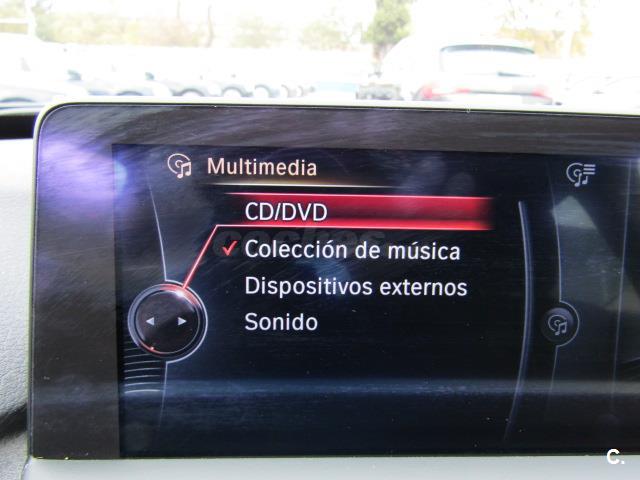 Multimedia
CD/DVD
Colección de música
Dispositivos externos
Sonido
C.